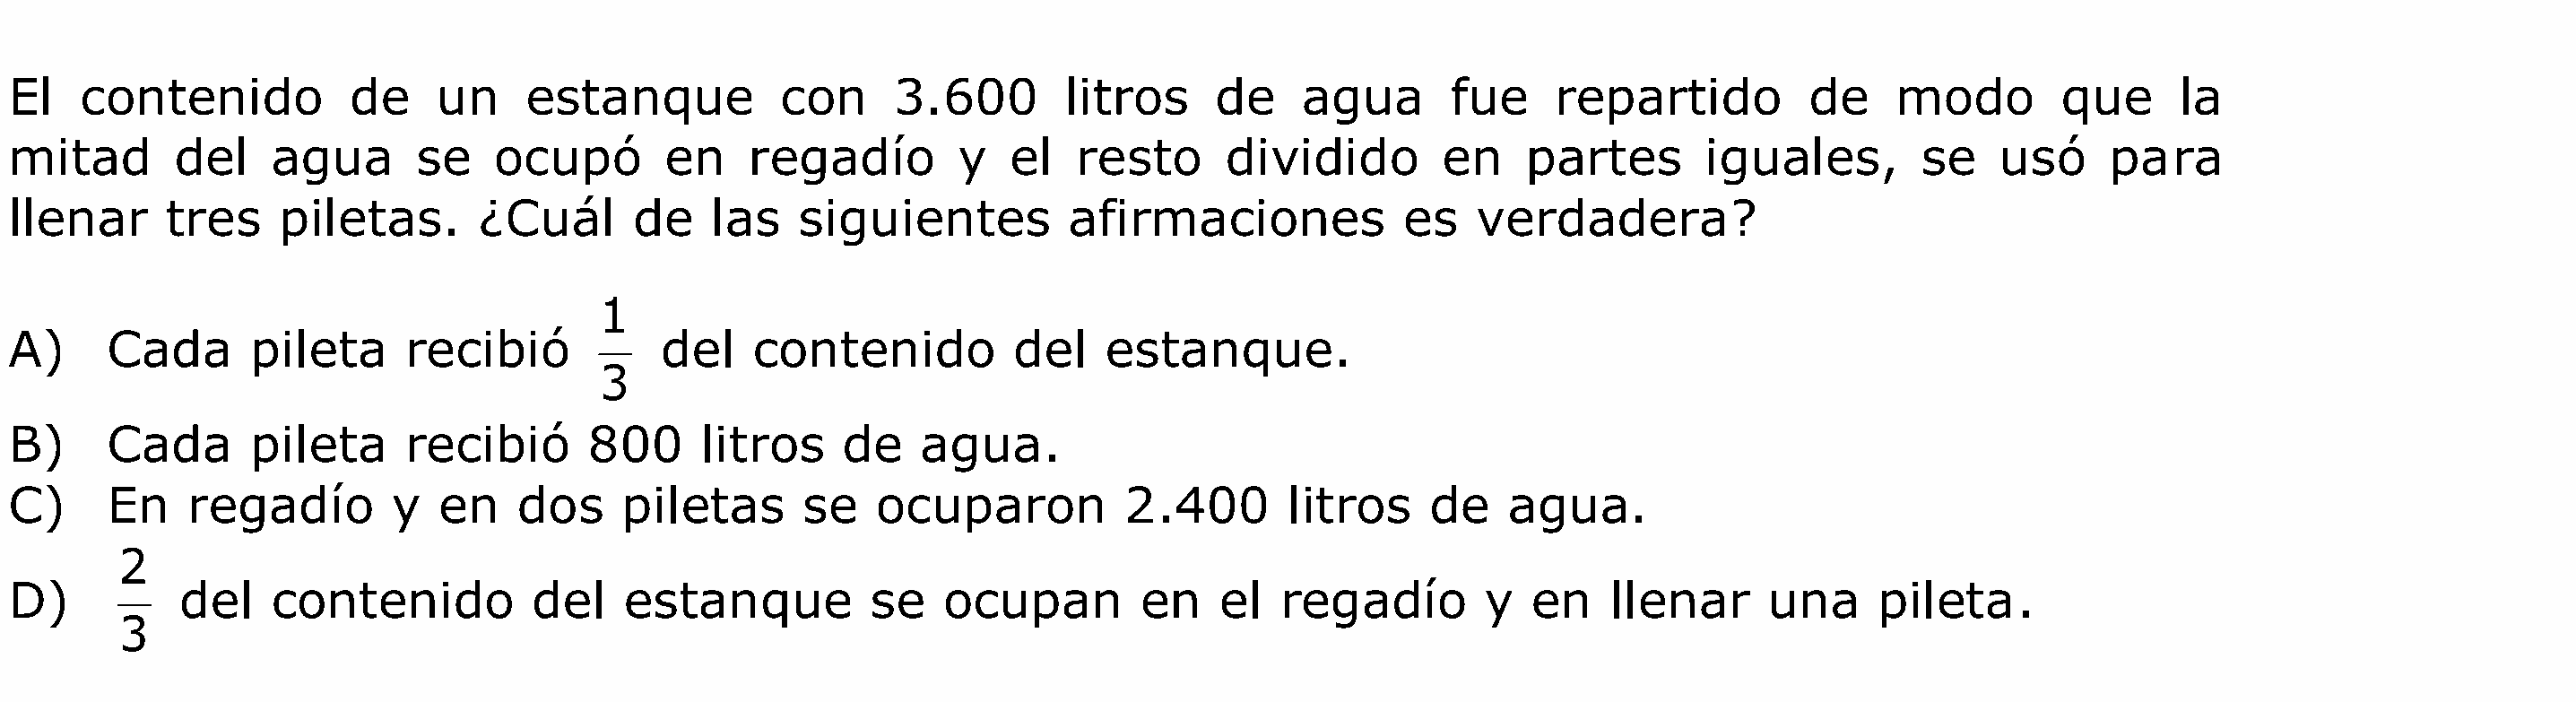 El contenido de un estanque con 3.600 litros de agua fue repartido de modo que la
mitad del agua se ocupó en regadío y el resto dividido en partes iguales, se usó para
llenar tres piletas. ¿Cuál de las siguientes afirmaciones es verdadera?
A) Cada pileta recibió 1/3 del contenido del estanque.
B) Cada pileta recibió 800 litros de agua.
C) En regadío y en dos piletas se ocuparon 2.400 litros de agua.
D) 2/3 del contenido del estanque se ocupan en el regadío y en llenar una pileta.